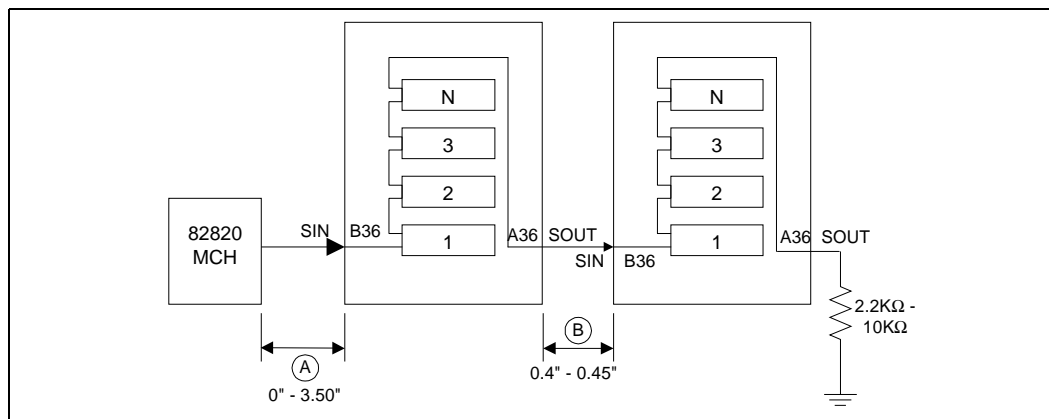 N
3
2
1
N
3
2
1
82820
MCH
SIN
B36
A36
SOUT
SIN
B36
A36
SOUT
2.2KΩ -
10KΩ
A
0" - 3.50"
B
0.4" - 0.45"